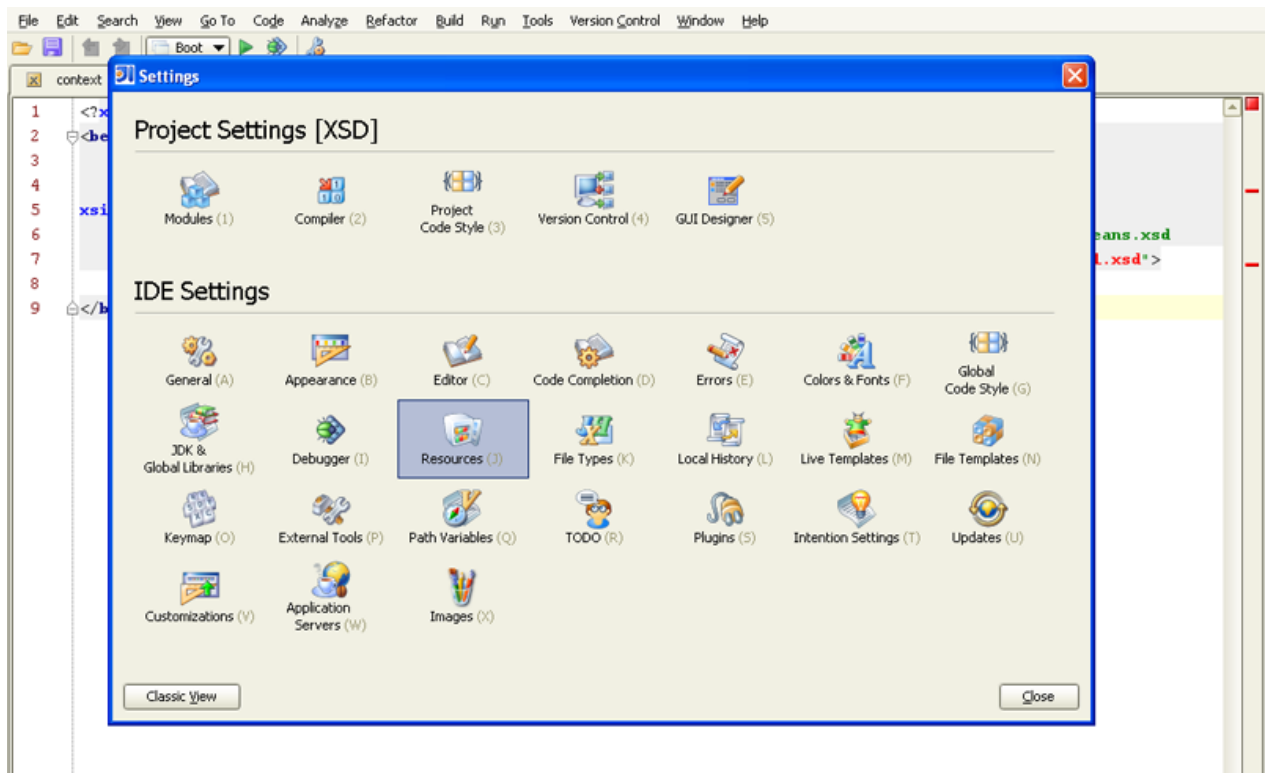 File Edit Search View Go To Code Analyze Refactor Build Run Tools Version Control Window Help
Boot
context
Settings
1 <?x
2 <be
3
4
5 xsi
6 eans.xsd
7 l.xsd">
8
9 </b
Project Settings [XSD]
Modules (1) Compiler (2) Project Code Style (3) Version Control (4) GUI Designer (5)
IDE Settings
General (A) Appearance (B) Editor (C) Code Completion (D) Errors (E) Colors & Fonts (F) Global Code Style (G)
JDK & Global Libraries (H) Debugger (I) Resources (J) File Types (K) Local History (L) Live Templates (M) File Templates (N)
Keymap (O) External Tools (P) Path Variables (Q) TODO (R) Plugins (S) Intention Settings (T) Updates (U)
Customizations (V) Application Servers (W) Images (X)
Classic View Close